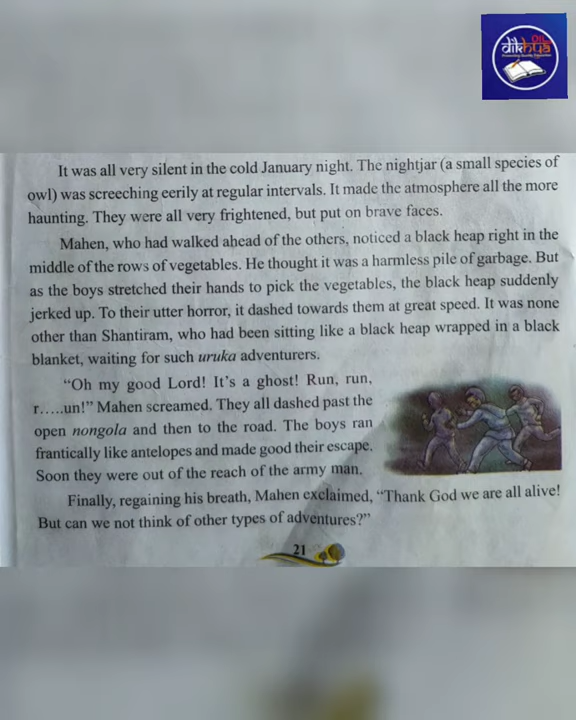 OIL
dikhya
It was all very silent in the cold January night. The nightjar (a small species of
owl) was screeching eerily at regular intervals. It made the atmosphere all the more
haunting. They were all very frightened, but put on brave faces.
Mahen, who had walked ahead of the others, noticed a black heap right in the
middle of the rows of vegetables. He thought it was a harmless pile of garbage. But
as the boys stretched their hands to pick the vegetables, the black heap suddenly
jerked up. To their utter horror, it dashed towards them at great speed. It was none
other than Shantiram, who had been sitting like a black heap wrapped in a black
blanket, waiting for such uruka adventurers.
“Oh my good Lord! It’s a ghost! Run, run,
r…..un!” Mahen screamed. They all dashed past the
open nongola and then to the road. The boys ran
frantically like antelopes and made good their escape.
Soon they were out of the reach of the army man.
Finally, regaining his breath, Mahen exclaimed, “Thank God we are all alive!
But can we not think of other types of adventures?”
21